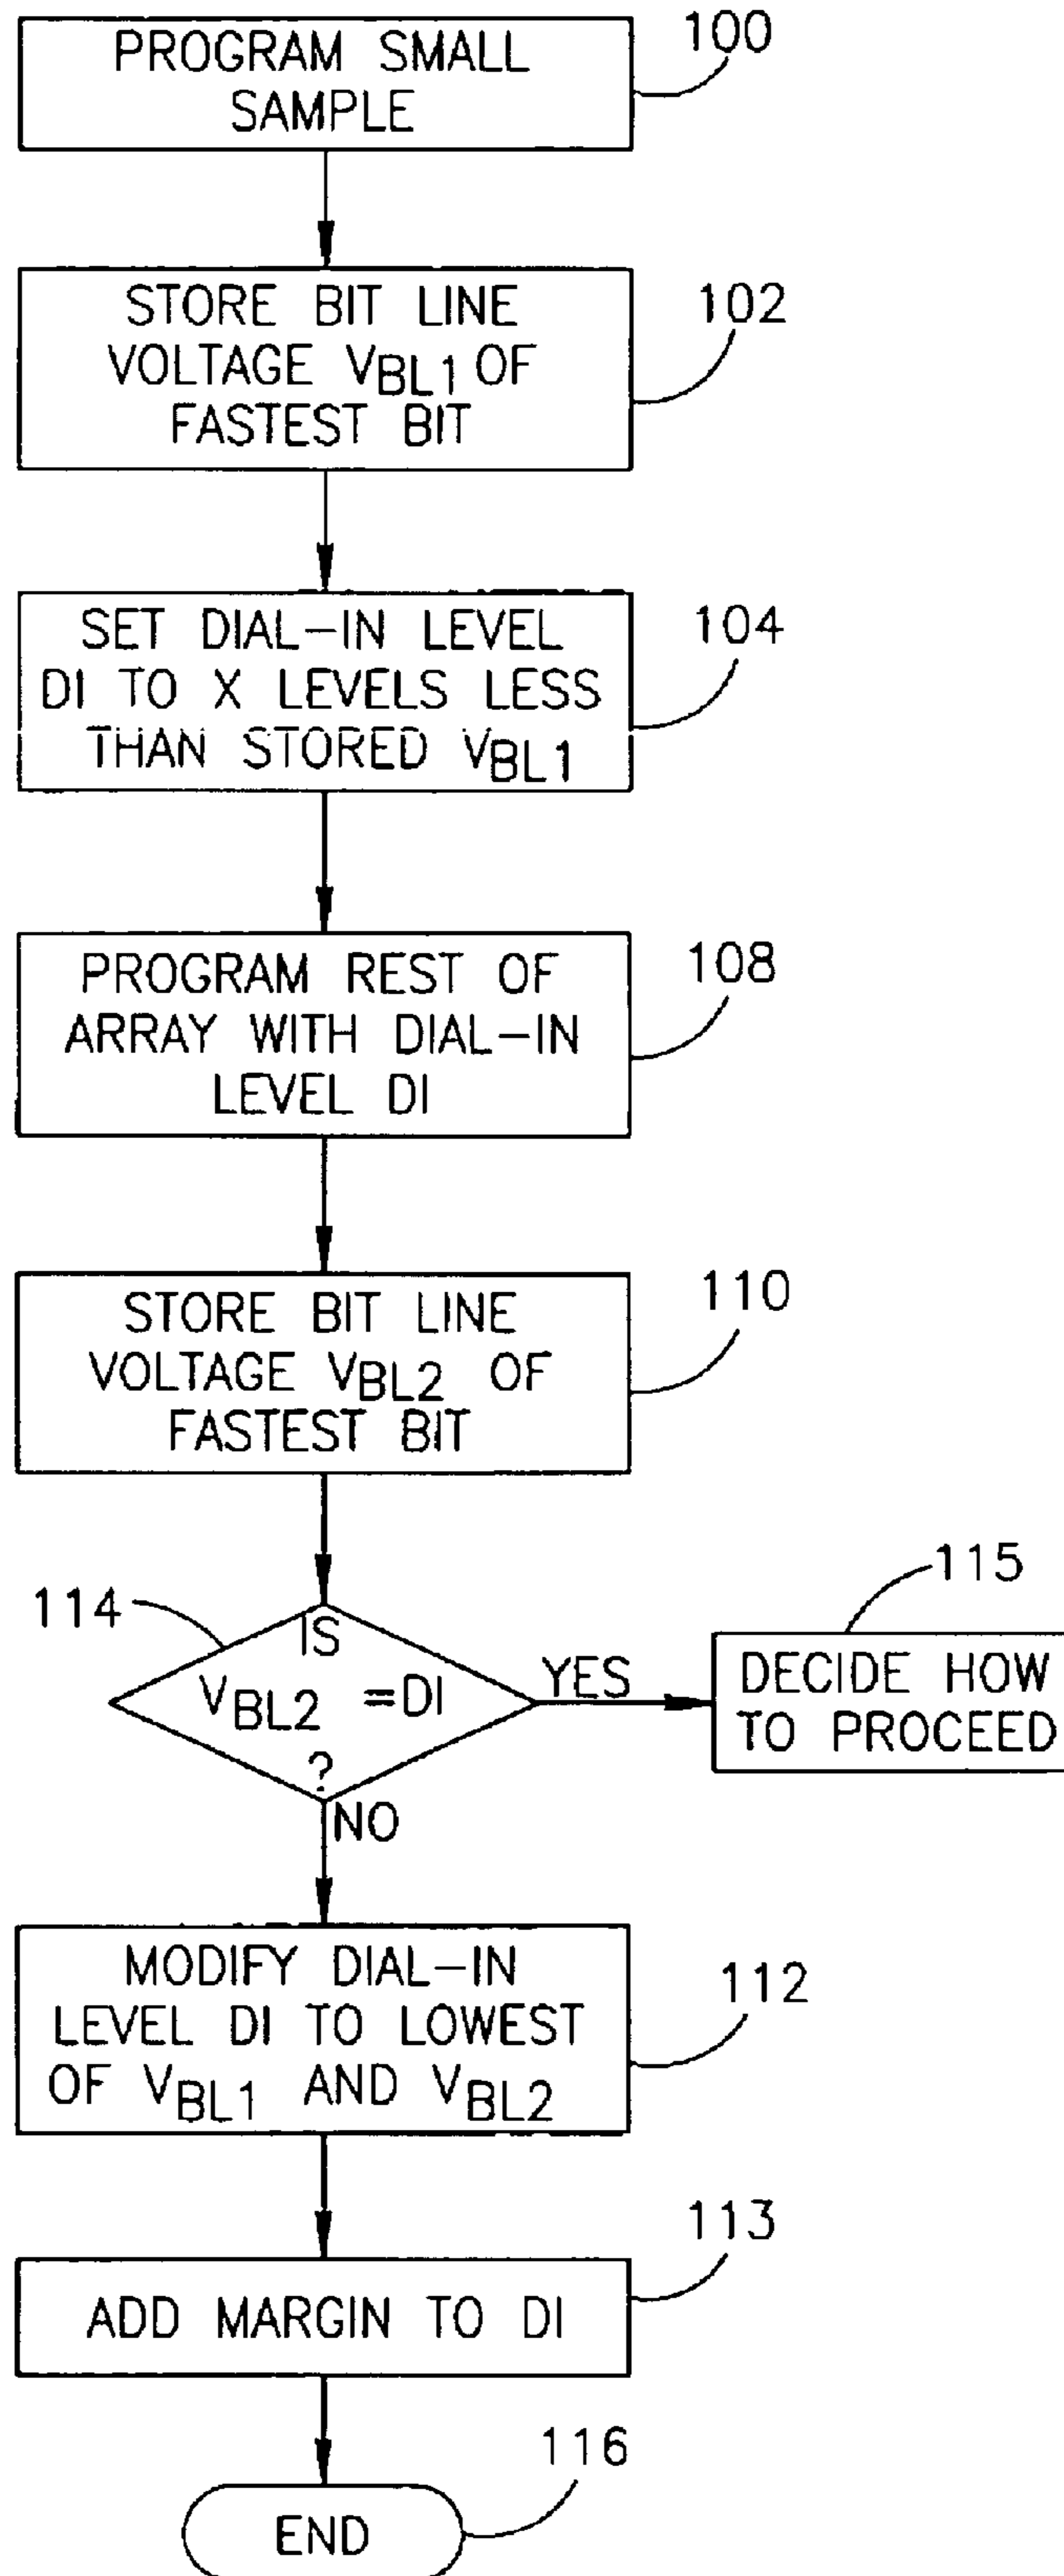 PROGRAM SMALL
SAMPLE
100
STORE BIT LINE
VOLTAGE VBL1 OF
FASTEST BIT
102
SET DIAL-IN LEVEL
DI TO X LEVELS LESS
THAN STORED VBL1
104
PROGRAM REST OF
ARRAY WITH DIAL-IN
LEVEL DI
108
STORE BIT LINE
VOLTAGE VBL2 OF
FASTEST BIT
110
114
IS
VBL2 =DI
?
YES
115
DECIDE HOW
TO PROCEED
NO
MODIFY DIAL-IN
LEVEL DI TO LOWEST
OF VBL1 AND VBL2
112
ADD MARGIN TO DI
113
END
116